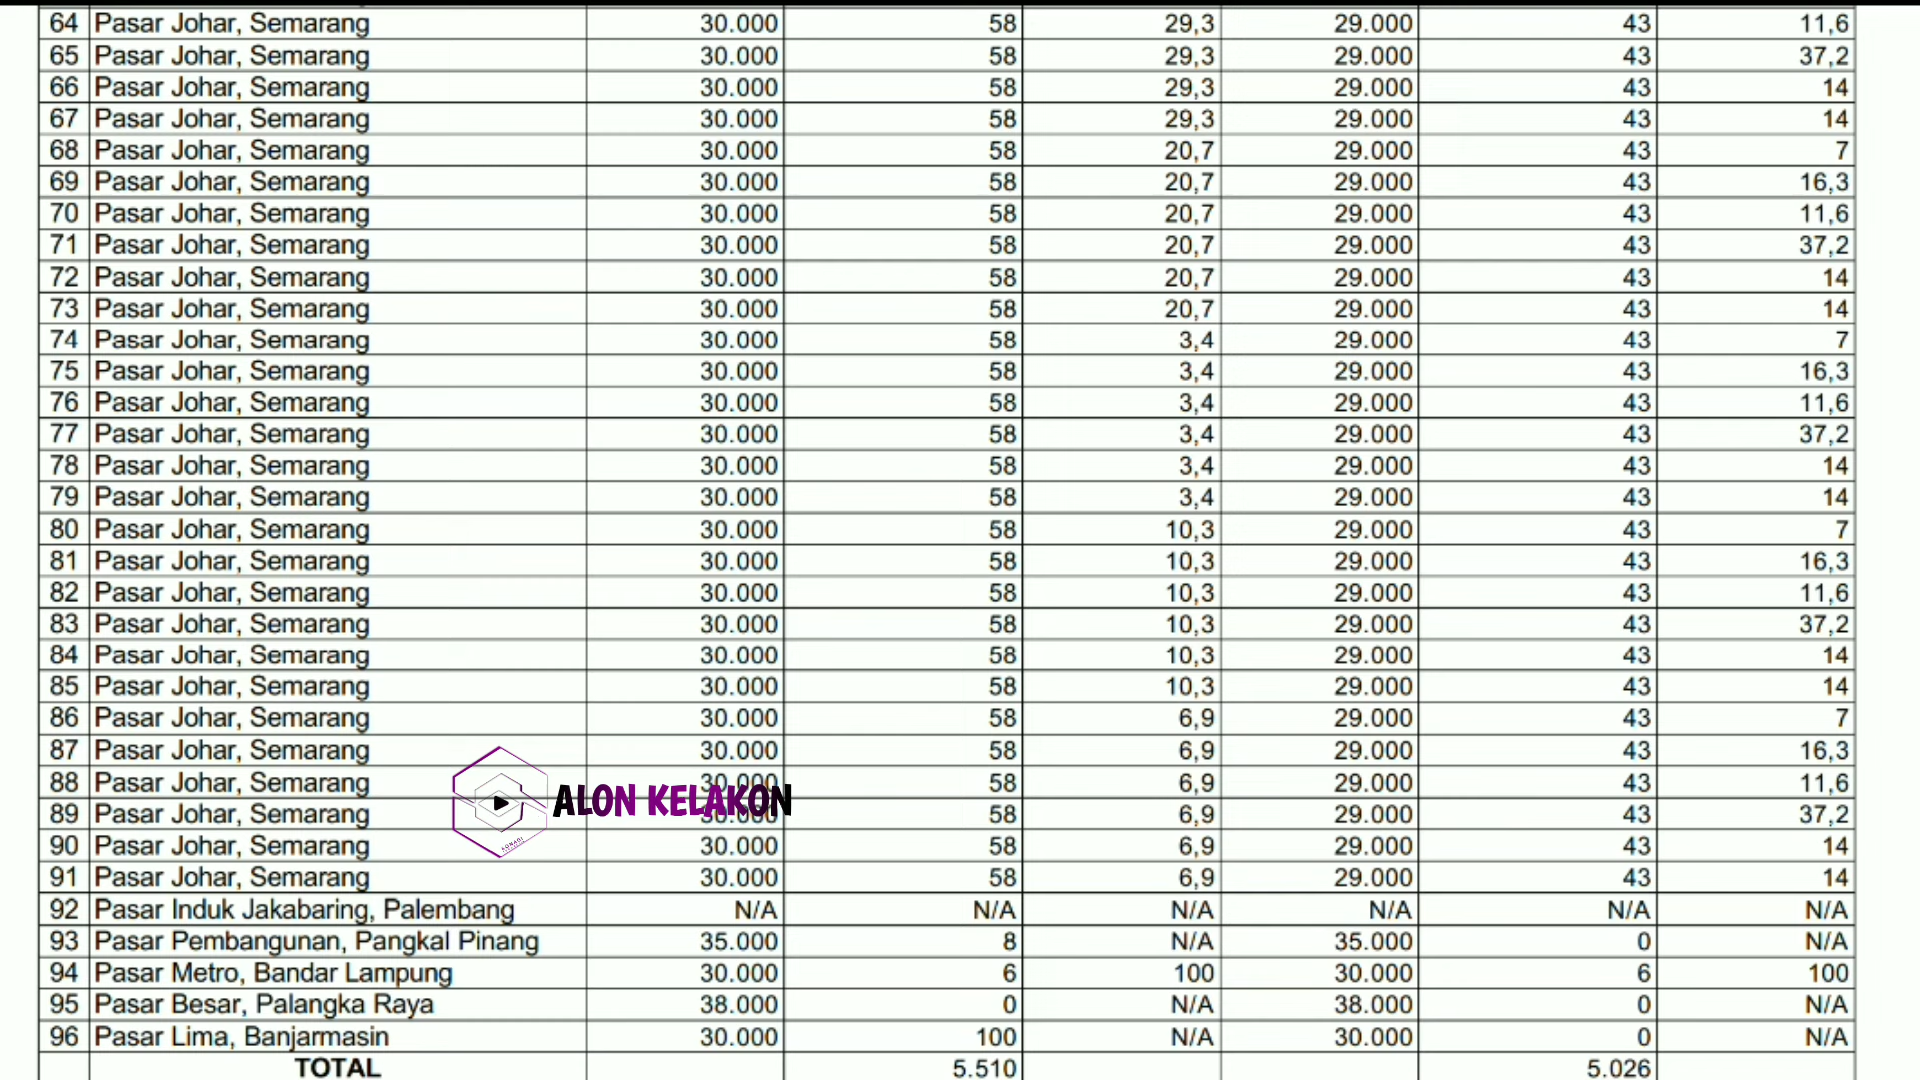 64 Pasar Johar, Semarang 30.000 58 29,3 29.000 43 11,6
65 Pasar Johar, Semarang 30.000 58 29,3 29.000 43 37,2
66 Pasar Johar, Semarang 30.000 58 29,3 29.000 43 14
67 Pasar Johar, Semarang 30.000 58 29,3 29.000 43 14
68 Pasar Johar, Semarang 30.000 58 20,7 29.000 43 7
69 Pasar Johar, Semarang 30.000 58 20,7 29.000 43 16,3
70 Pasar Johar, Semarang 30.000 58 20,7 29.000 43 11,6
71 Pasar Johar, Semarang 30.000 58 20,7 29.000 43 37,2
72 Pasar Johar, Semarang 30.000 58 20,7 29.000 43 14
73 Pasar Johar, Semarang 30.000 58 20,7 29.000 43 14
74 Pasar Johar, Semarang 30.000 58 3,4 29.000 43 7
75 Pasar Johar, Semarang 30.000 58 3,4 29.000 43 16,3
76 Pasar Johar, Semarang 30.000 58 3,4 29.000 43 11,6
77 Pasar Johar, Semarang 30.000 58 3,4 29.000 43 37,2
78 Pasar Johar, Semarang 30.000 58 3,4 29.000 43 14
79 Pasar Johar, Semarang 30.000 58 3,4 29.000 43 14
80 Pasar Johar, Semarang 30.000 58 10,3 29.000 43 7
81 Pasar Johar, Semarang 30.000 58 10,3 29.000 43 16,3
82 Pasar Johar, Semarang 30.000 58 10,3 29.000 43 11,6
83 Pasar Johar, Semarang 30.000 58 10,3 29.000 43 37,2
84 Pasar Johar, Semarang 30.000 58 10,3 29.000 43 14
85 Pasar Johar, Semarang 30.000 58 10,3 29.000 43 14
86 Pasar Johar, Semarang 30.000 58 6,9 29.000 43 7
87 Pasar Johar, Semarang 30.000 58 6,9 29.000 43 16,3
88 Pasar Johar, Semarang 30.000 58 6,9 29.000 43 11,6
ALON KELAKON
89 Pasar Johar, Semarang 30.000 58 6,9 29.000 43 37,2
90 Pasar Johar, Semarang 30.000 58 6,9 29.000 43 14
91 Pasar Johar, Semarang 30.000 58 6,9 29.000 43 14
92 Pasar Induk Jakabaring, Palembang N/A N/A N/A N/A N/A N/A
93 Pasar Pembangunan, Pangkal Pinang 35.000 8 N/A 35.000 0 N/A
94 Pasar Metro, Bandar Lampung 30.000 6 100 30.000 6 100
95 Pasar Besar, Palangka Raya 38.000 0 N/A 38.000 0 N/A
96 Pasar Lima, Banjarmasin 30.000 100 N/A 30.000 0 N/A
TOTAL 5.510 5.026